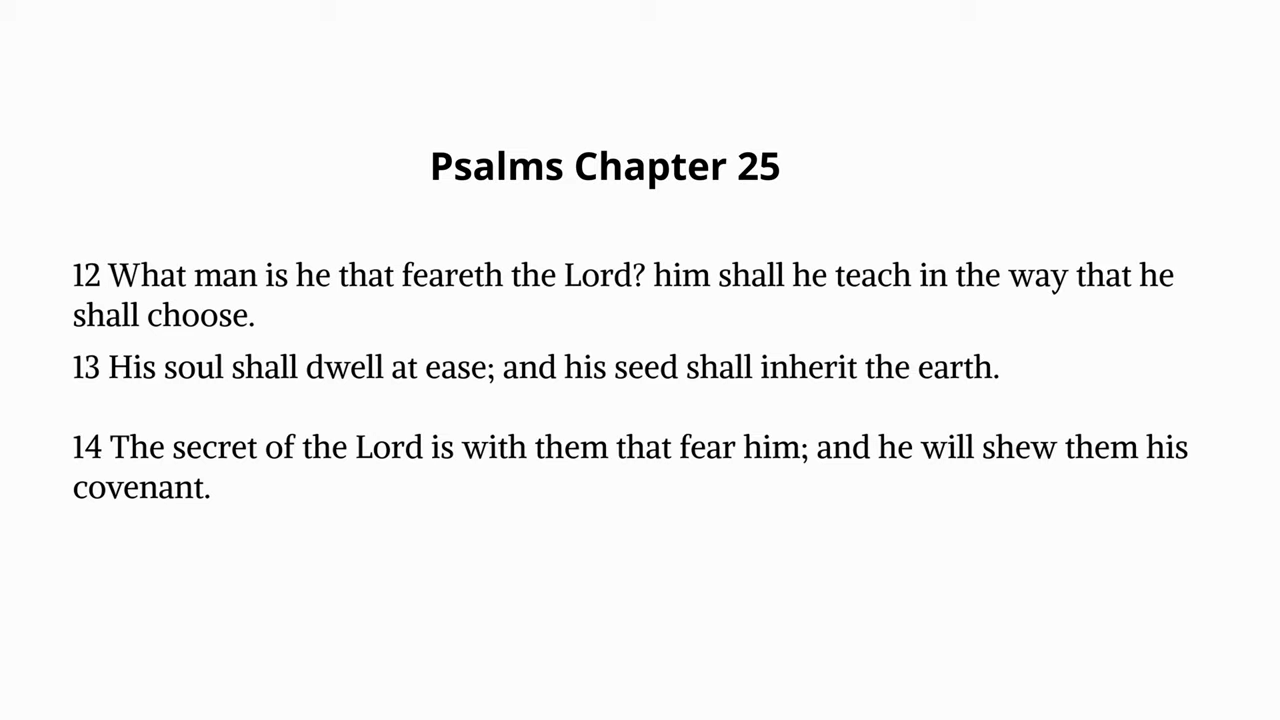 Psalms Chapter 25
12 What man is he that feareth the Lord? him shall he teach in the way that he
shall choose.
13 His soul shall dwell at ease; and his seed shall inherit the earth.
14 The secret of the Lord is with them that fear him; and he will shew them his
covenant.